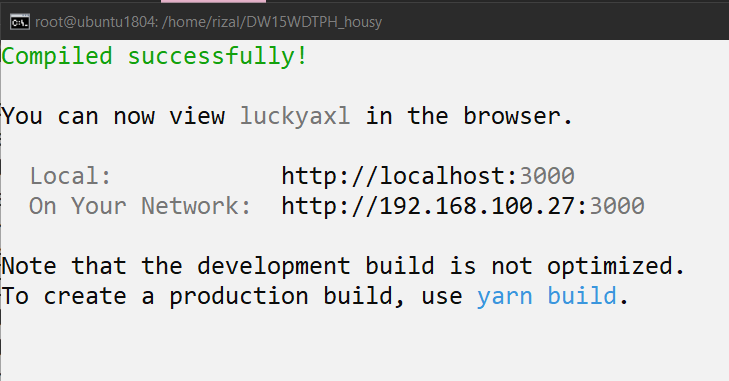 root@ubuntu1804: /home/rizal/DW15WDTPH_housy
Compiled successfully!
You can now view luckyaxl in the browser.
Local: http://localhost:3000
On Your Network: http://192.168.100.27:3000
Note that the development build is not optimized.
To create a production build, use yarn build.